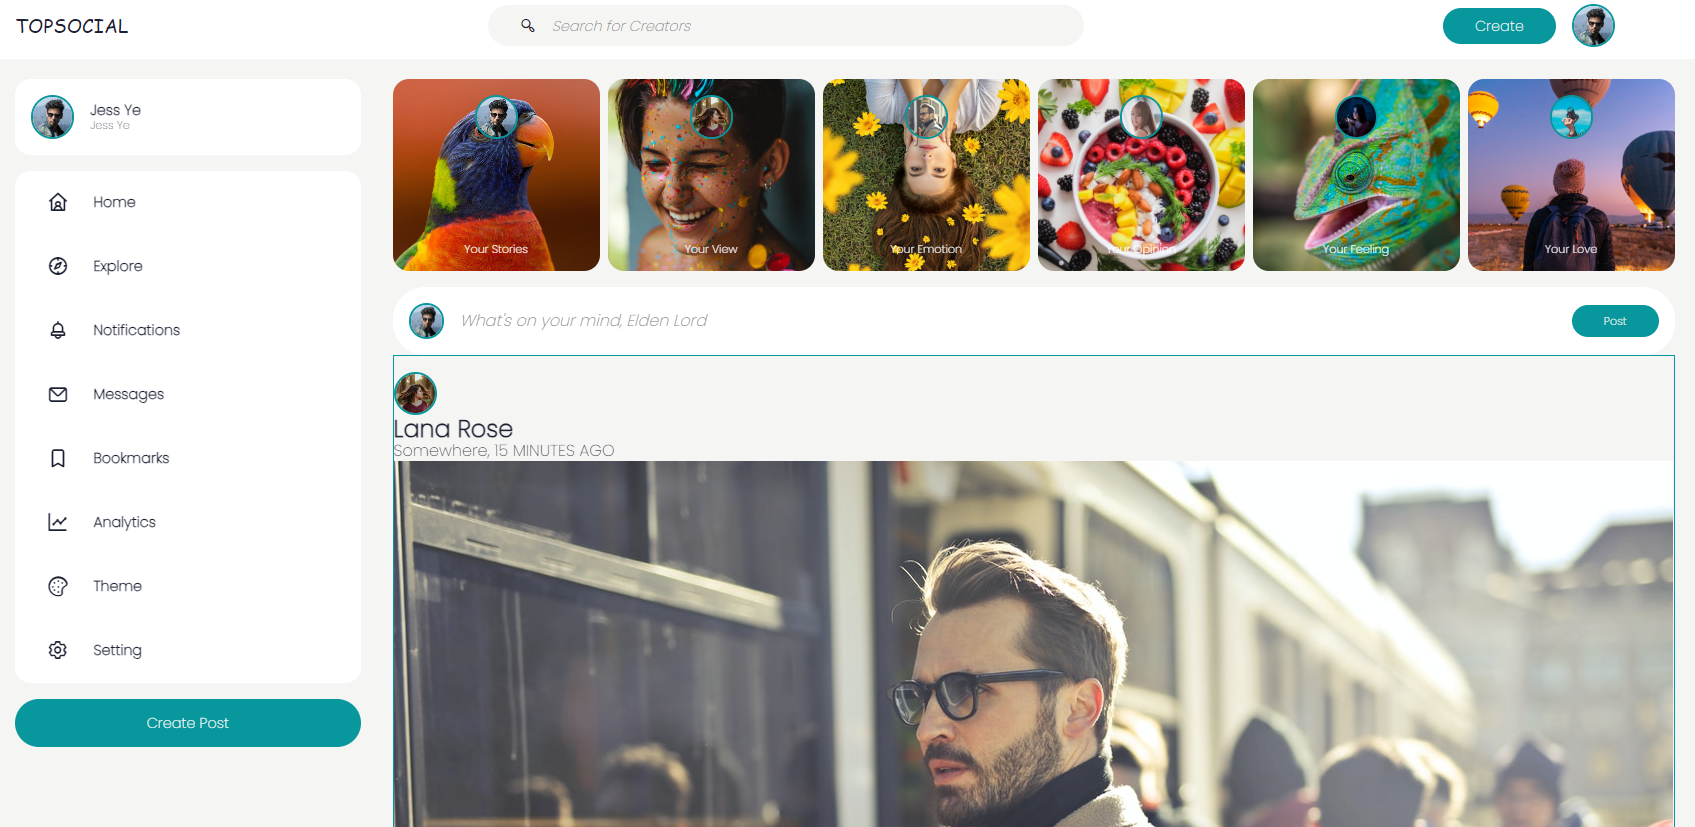 TOPSOCIAL
Search for Creators
Create
Jess Ye
Jess Ye
Home
Explore
Notifications
Messages
Bookmarks
Analytics
Theme
Setting
Create Post
Your Stories
Your View
Your Emotion
Your Opinion
Your Feeling
Your Love
What's on your mind, Elden Lord
Post
Lana Rose
Somewhere, 15 MINUTES AGO